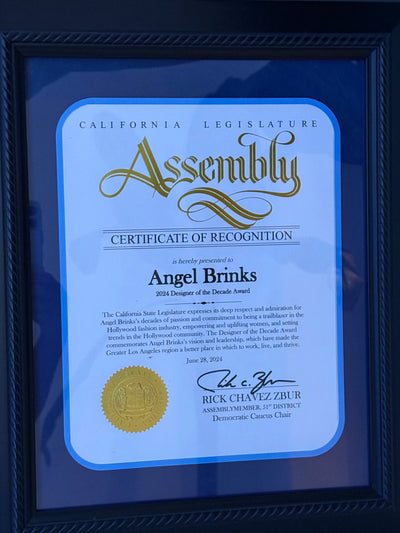 CALIFORNIA LEGISLATURE
Assembly
CERTIFICATE OF RECOGNITION
is hereby presented to
Angel Brinks
2024 Designer of the Decade Award
The California State Legislature expresses its deep respect and admiration for
Angel Brinks's decades of passion and commitment to being a trailblazer in the
Hollywood fashion industry, empowering and uplifting women, and setting
trends in the Hollywood community. The Designer of the Decade Award
commemorates Angel Brinks's vision and leadership, which have made the
Greater Los Angeles region a better place in which to work, live, and thrive.
June 28, 2024
RICK CHAVEZ ZBUR
ASSEMBLYMEMBER, 51ST DISTRICT
Democratic Caucus Chair